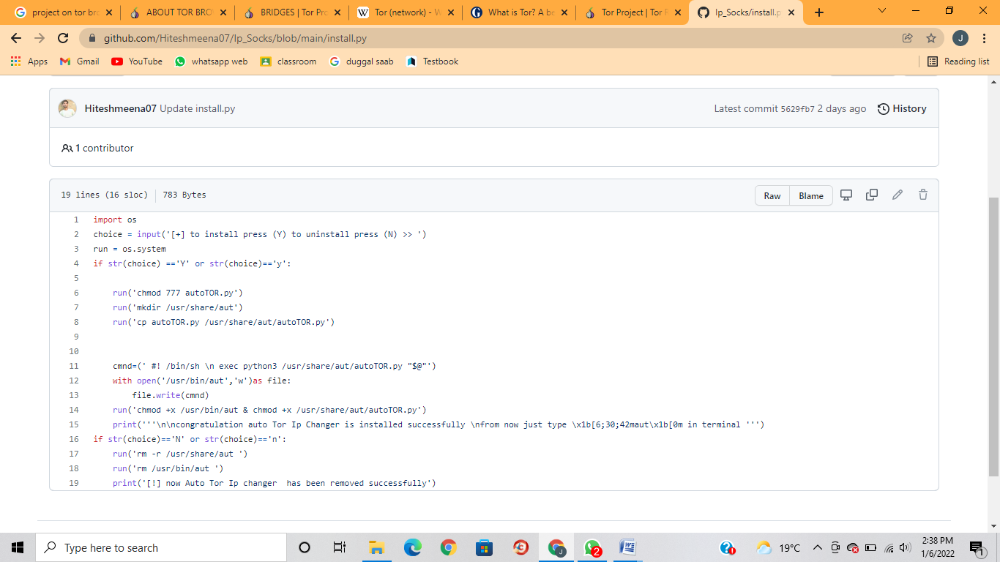 project on tor bro
ABOUT TOR BRO
BRIDGES | Tor Pro
Tor (network) - W
What is Tor? A be
Tor Project | Tor P
Ip_Socks/install.p
github.com/Hiteshmeena07/Ip_Socks/blob/main/install.py
J
Apps
Gmail
YouTube
whatsapp web
classroom
duggal saab
Testbook
Reading list
Hiteshmeena07 Update install.py
Latest commit 5629fb7 2 days ago
History
1 contributor
19 lines (16 sloc)
783 Bytes
Raw
Blame
1 import os
2 choice = input('[+] to install press (Y) to uninstall press (N) >> ')
3 run = os.system
4 if str(choice) =='Y' or str(choice)=='y':
5
6 run('chmod 777 autoTOR.py')
7 run('mkdir /usr/share/aut')
8 run('cp autoTOR.py /usr/share/aut/autoTOR.py')
9
10
11 cmnd=(' #! /bin/sh \n exec python3 /usr/share/aut/autoTOR.py "$@"')
12 with open('/usr/bin/aut','w')as file:
13 file.write(cmnd)
14 run('chmod +x /usr/bin/aut & chmod +x /usr/share/aut/autoTOR.py')
15 print('''\n\ncongratulation auto Tor Ip Changer is installed successfully \nfrom now just type \x1b[6;30;42maut\x1b[0m in terminal ''')
16 if str(choice)=='N' or str(choice)=='n':
17 run('rm -r /usr/share/aut ')
18 run('rm /usr/bin/aut ')
19 print('[!] now Auto Tor Ip changer  has been removed successfully')
Type here to search
2
19°C
2:38 PM
1/6/2022
1